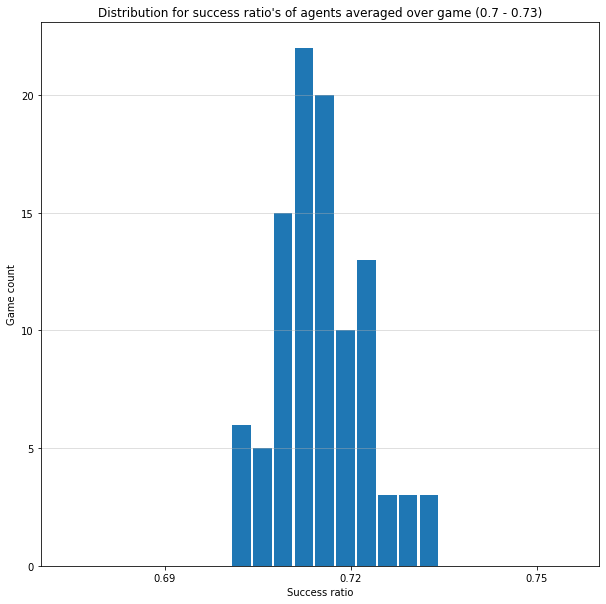 Distribution for success ratio's of agents averaged over game (0.7 - 0.73)
20
15
10
5
0
Game count
0.69
0.72
0.75
Success ratio